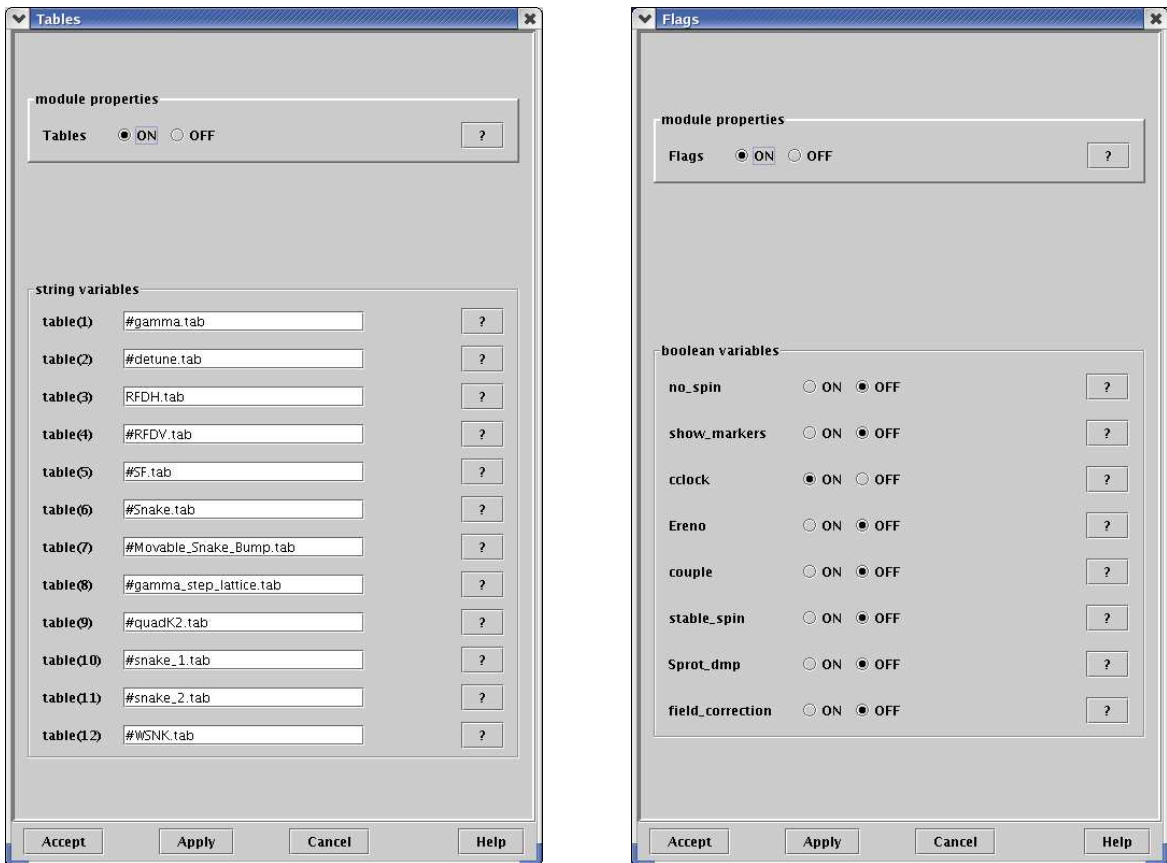 Tables
module properties
Tables ON OFF ?
string variables
table(1) #gamma.tab ?
table(2) #detune.tab ?
table(3) RFDH.tab ?
table(4) #RFDV.tab ?
table(5) #SF.tab ?
table(6) #Snake.tab ?
table(7) #Movable_Snake_Bump.tab ?
table(8) #gamma_step_lattice.tab ?
table(9) #quadK2.tab ?
table(10) #snake_1.tab ?
table(11) #snake_2.tab ?
table(12) #WSNK.tab ?
Accept Apply Cancel Help
Flags
module properties
Flags ON OFF ?
boolean variables
no_spin ON OFF ?
show_markers ON OFF ?
cclock ON OFF ?
Ereno ON OFF ?
couple ON OFF ?
stable_spin ON OFF ?
Sprot_dmp ON OFF ?
field_correction ON OFF ?
Accept Apply Cancel Help